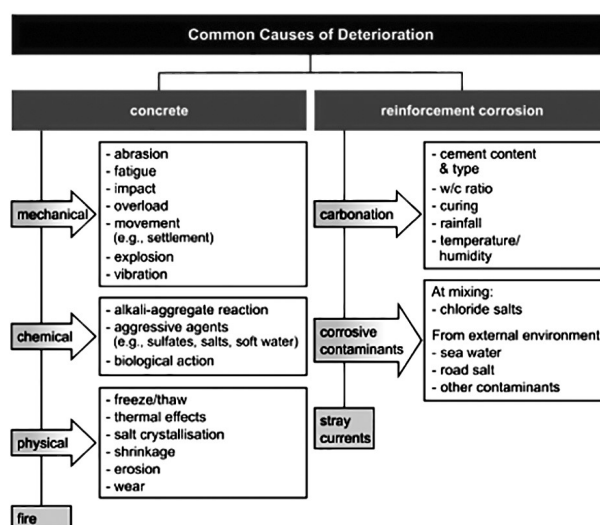 Common Causes of Deterioration
concrete
reinforcement corrosion
mechanical
- abrasion
- fatigue
- impact
- overload
- movement
(e.g., settlement)
- explosion
- vibration
chemical
- alkali-aggregate reaction
- aggressive agents
(e.g., sulfates, salts, soft water)
- biological action
physical
- freeze/thaw
- thermal effects
- salt crystallisation
- shrinkage
- erosion
- wear
fire
carbonation
- cement content
& type
- w/c ratio
- curing
- rainfall
- temperature/
humidity
corrosive
contaminants
At mixing:
- chloride salts
From external environment
- sea water
- road salt
- other contaminants
stray
currents